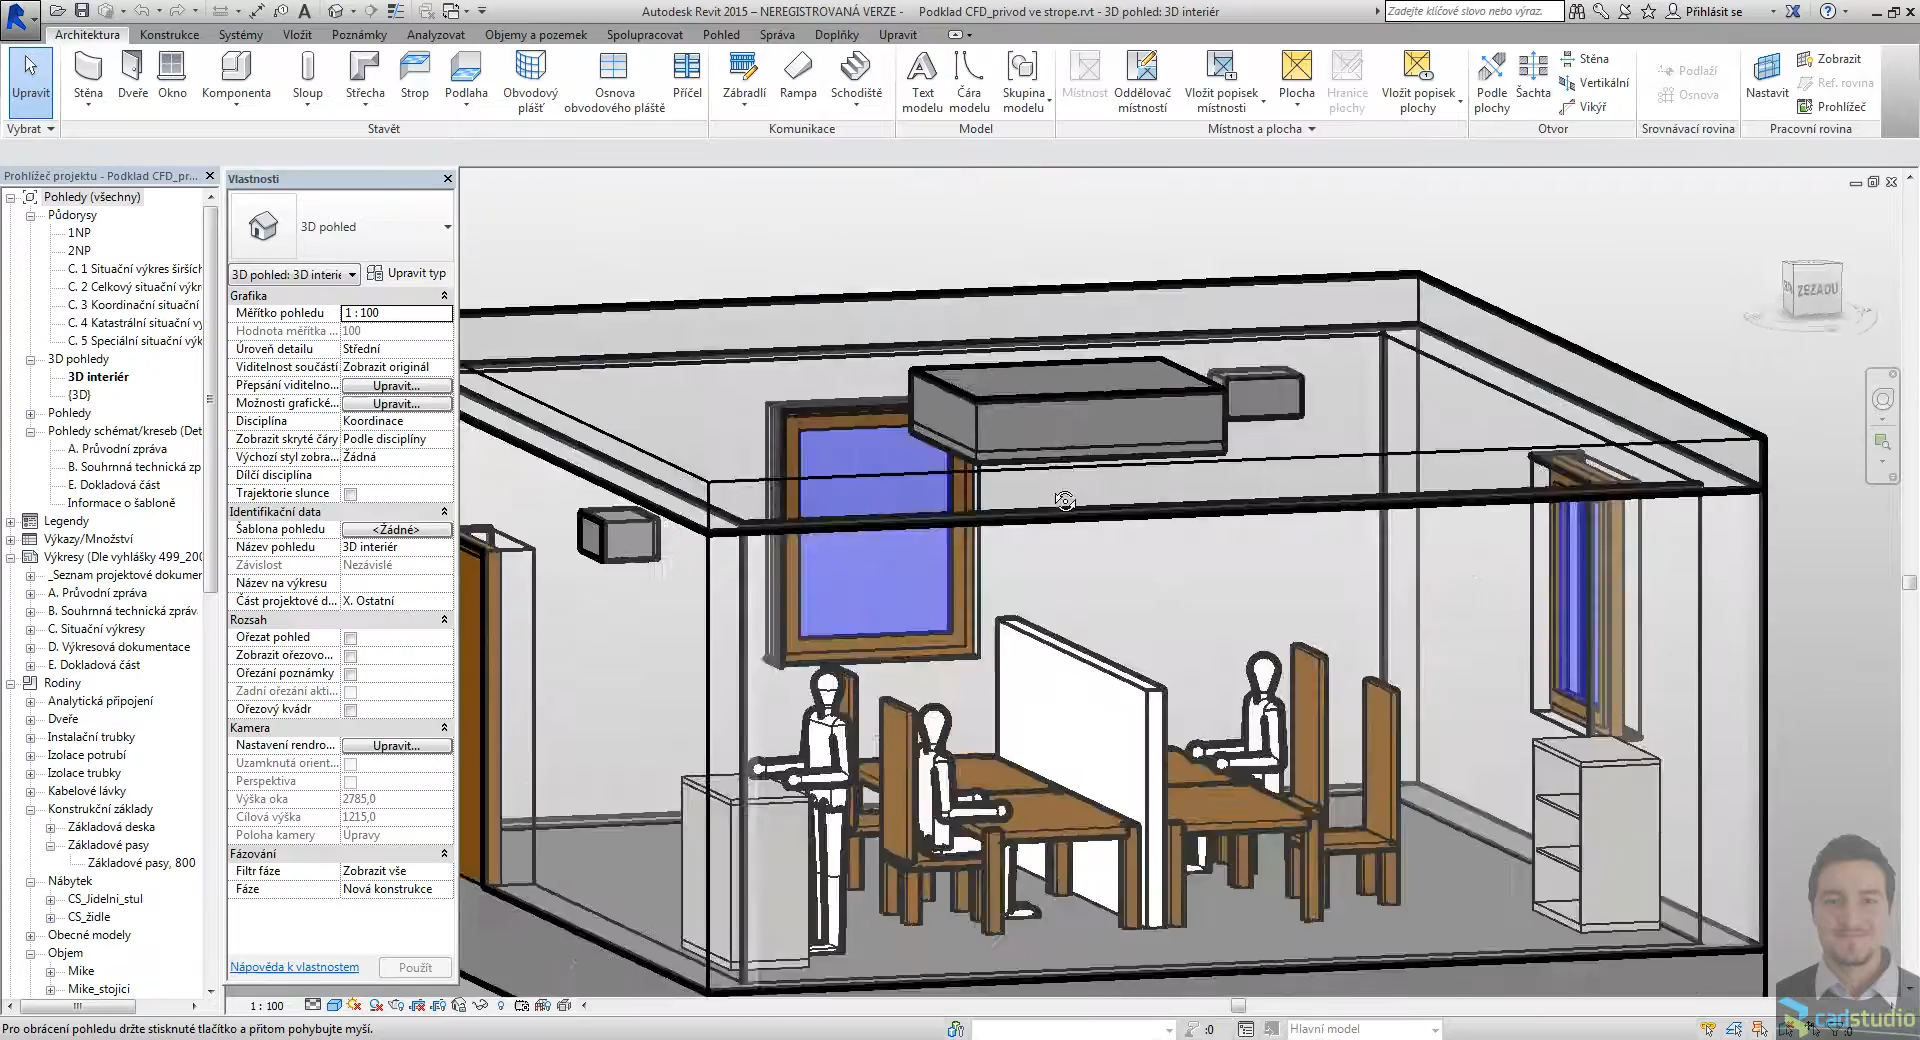 Autodesk Revit 2015 – NEREGISTROVANÁ VERZE -    Podklad CFD_privod ve strope.rvt - 3D pohled: 3D interiér
Zadejte klíčové slovo nebo výraz.
Přihlásit se
Architektura
Konstrukce
Systémy
Vložit
Poznámky
Analyzovat
Objemy a pozemek
Spolupracovat
Pohled
Správa
Doplňky
Upravit
Upravit
Stěna
Dveře
Okno
Komponenta
Sloup
Střecha
Strop
Podlaha
Obvodový
plášť
Osnova
obvodového pláště
Příčel
Zábradlí
Rampa
Schodiště
Text
modelu
Čára
modelu
Skupina
modelu
Místnost
Oddělovač
místností
Vložit popisek
místnosti
Plocha
Hranice
plochy
Vložit popisek
plochy
Podle
plochy
Šachta
Stěna
Vertikální
Vikýř
Podlaží
Osnova
Nastavit
Zobrazit
Ref. rovina
Prohlížeč
Vybrat
Stavět
Komunikace
Model
Místnost a plocha
Otvor
Srovnávací rovina
Pracovní rovina
Prohlížeč projektu - Podklad CFD_pr...
Pohledy (všechny)
Půdorysy
1NP
2NP
C. 1 Situační výkres širších
C. 2 Celkový situační výkre
C. 3 Koordinační situační
C. 4 Katastrální situační vý
C. 5 Speciální situační výk
3D pohledy
3D interiér
{3D}
Pohledy
Pohledy schémat/kreseb (Det
A. Průvodní zpráva
B. Souhrnná technická zp
E. Dokladová část
Informace o šabloně
Legendy
Výkazy/Množství
Výkresy (Dle vyhlášky 499_200
_Seznam projektové dokumer
A. Průvodní zpráva
B. Souhrnná technická zpráv
C. Situační výkresy
D. Výkresová dokumentace
E. Dokladová část
Rodiny
Analytická připojení
Dveře
Instalační trubky
Izolace potrubí
Izolace trubky
Kabelové lávky
Konstrukční základy
Základová deska
Základové pasy
Základové pasy, 800
Nábytek
CS_Jídelni_stul
CS_židle
Obecné modely
Objem
Mike
Mike_stojici
Vlastnosti
3D pohled
3D pohled: 3D interié
Upravit typ
Grafika
Měřítko pohledu 1 : 100
Hodnota měřítka ... 100
Úroveň detailu Střední
Viditelnost součástí Zobrazit originál
Přepsání viditelno... Upravit...
Možnosti grafické... Upravit...
Disciplína Koordinace
Zobrazit skryté čáry Podle disciplíny
Výchozí styl zobra... Žádná
Dílčí disciplína
Trajektorie slunce
Identifikační data
Šablona pohledu <Žádné>
Název pohledu 3D interiér
Závislost Nezávislé
Název na výkresu
Část projektové d... X. Ostatní
Rozsah
Ořezat pohled
Zobrazit ořezovo...
Ořezání poznámky
Zadní ořezání akti...
Ořezový kvádr
Kamera
Nastavení rendro... Upravit...
Uzamknutá orient...
Perspektiva
Výška oka 2785,0
Cílová výška 1215,0
Poloha kamery Úpravy
Fázování
Filtr fáze Zobrazit vše
Fáze Nová konstrukce
Nápověda k vlastnostem
Použít
ZEZADU
1 : 100
Pro obrácení pohledu držte stisknuté tlačítko a přitom pohybujte myší.
:0
Hlavní model
cadstudio
:0